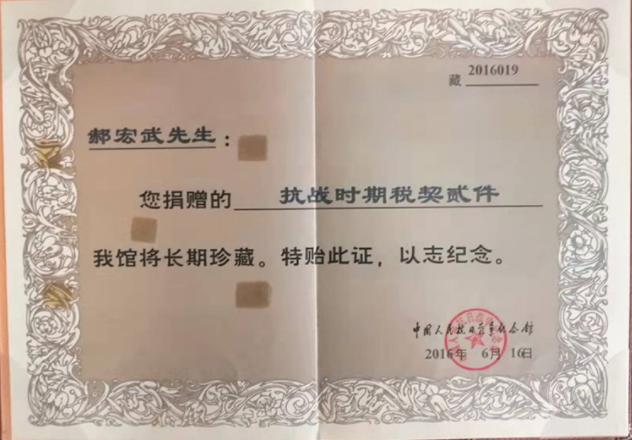 藏 2016019
郝宏武先生：
您捐赠的 抗战时期税契贰件
我馆将长期珍藏。特贻此证，以志纪念。
中国人民抗日战争纪念馆
2016年 6月 16日